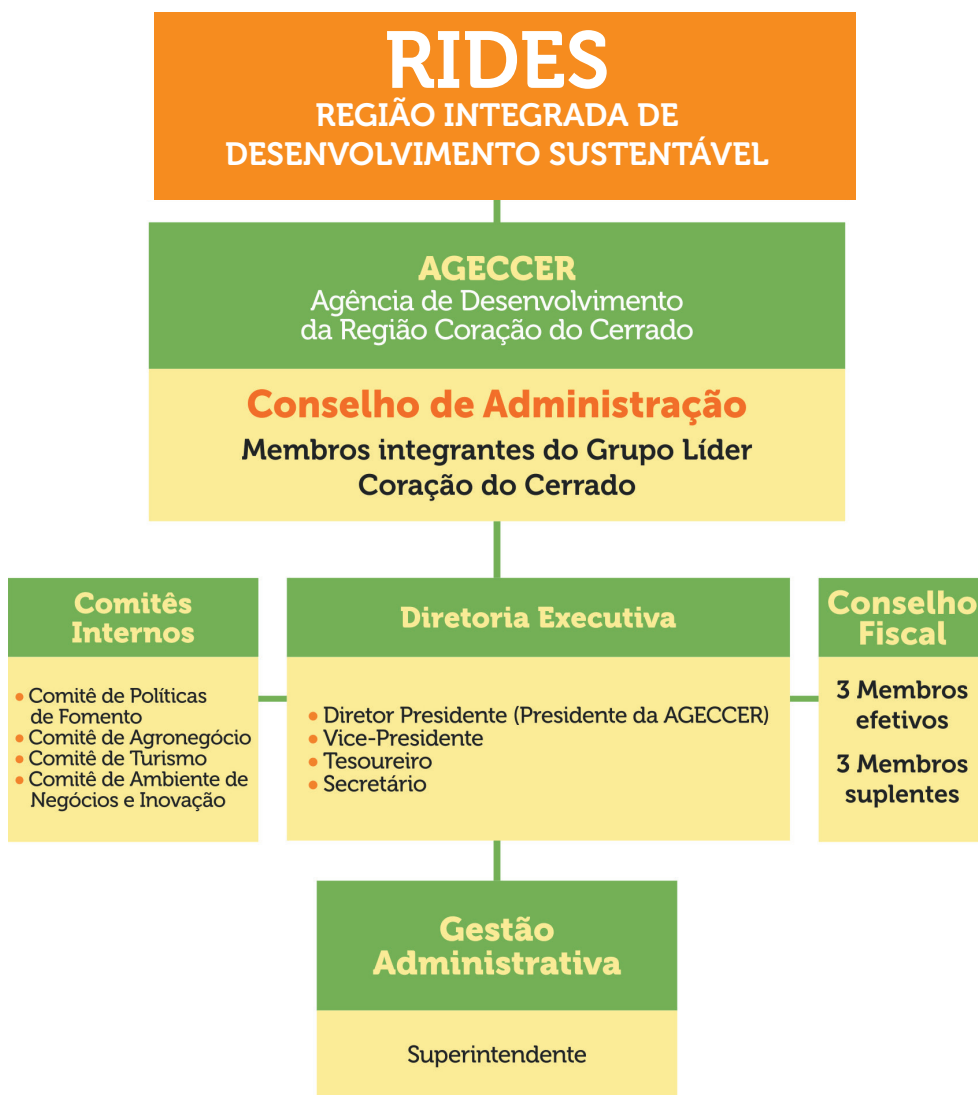 RIDES
REGIÃO INTEGRADA DE
DESENVOLVIMENTO SUSTENTÁVEL
AGECCER
Agência de Desenvolvimento
da Região Coração do Cerrado
Conselho de Administração
Membros integrantes do Grupo Líder
Coração do Cerrado
Comitês
Internos
• Comitê de Políticas
de Fomento
• Comitê de Agronegócio
• Comitê de Turismo
• Comitê de Ambiente de
Negócios e Inovação
Diretoria Executiva
• Diretor Presidente (Presidente da AGECCER)
• Vice-Presidente
• Tesoureiro
• Secretário
Conselho
Fiscal
3 Membros
efetivos
3 Membros
suplentes
Gestão
Administrativa
Superintendente